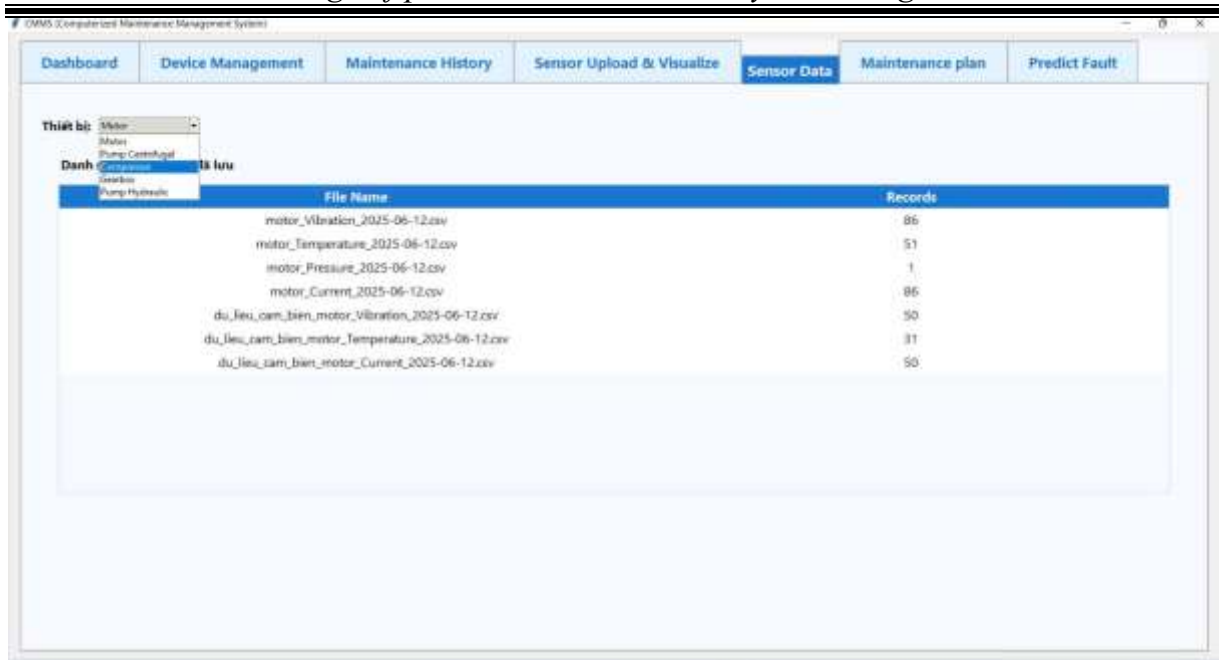 CMMS (Computerized Maintenance Management System)
Dashboard Device Management Maintenance History Sensor Upload & Visualize Sensor Data Maintenance plan Predict Fault
Thiết bị: Motor
Motor
Pump Centrifugal
Danh Compressor đã lưu
Gearbox
Pump Hydraulic
File Name Records
motor_Vibration_2025-06-12.csv 86
motor_Temperature_2025-06-12.csv 51
motor_Pressure_2025-06-12.csv 1
motor_Current_2025-06-12.csv 86
du_lieu_cam_bien_motor_Vibration_2025-06-12.csv 50
du_lieu_cam_bien_motor_Temperature_2025-06-12.csv 31
du_lieu_cam_bien_motor_Current_2025-06-12.csv 50